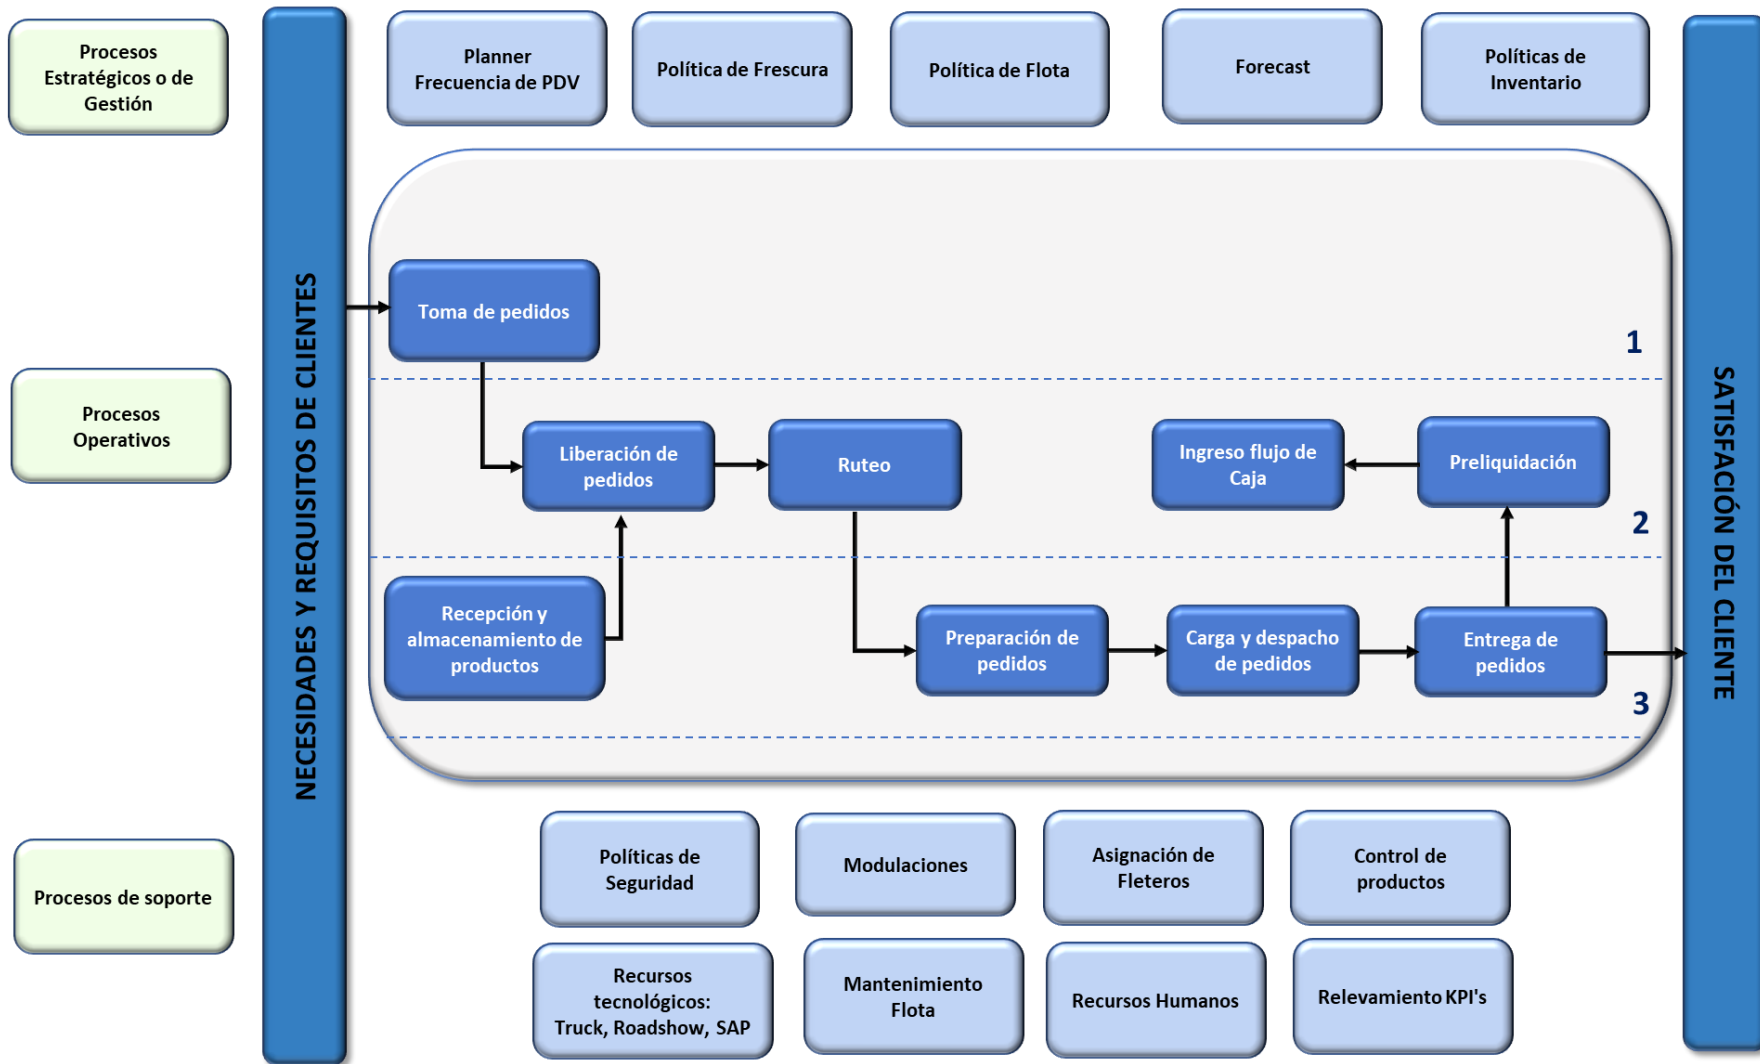 Procesos
Estratégicos o de
Gestión
Planner
Frecuencia de PDV
Política de Frescura
Política de Flota
Forecast
Políticas de
Inventario
NECESIDADES Y REQUISITOS DE CLIENTES
SATISFACIÓN DEL CLIENTE
Toma de pedidos
1
Procesos
Operativos
Liberación de
pedidos
Ruteo
Ingreso flujo de
Caja
Preliquidación
2
Recepción y
almacenamiento de
productos
Preparación de
pedidos
Carga y despacho
de pedidos
Entrega de
pedidos
3
Procesos de soporte
Políticas de
Seguridad
Modulaciones
Asignación de
Fleteros
Control de
productos
Recursos
tecnológicos:
Truck, Roadshow, SAP
Mantenimiento
Flota
Recursos Humanos
Relevamiento KPI's